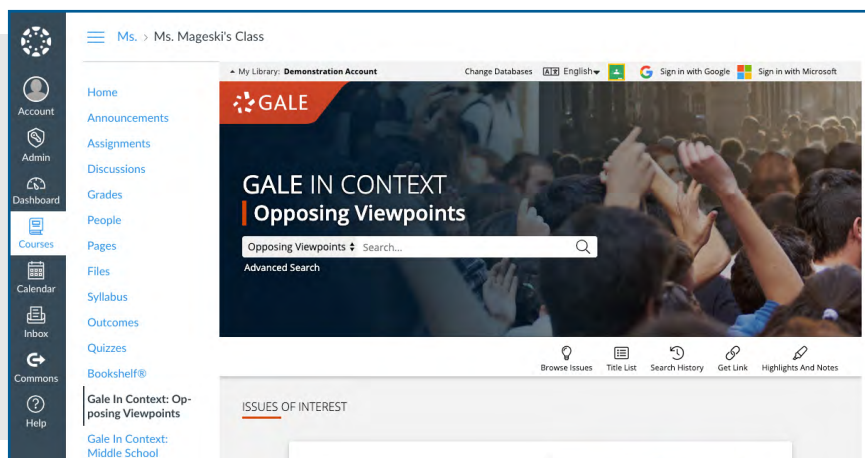 Ms. > Ms. Mageski's Class
Account
Admin
Dashboard
Courses
Calendar
Inbox
Commons
Help
Home
Announcements
Assignments
Discussions
Grades
People
Pages
Files
Syllabus
Outcomes
Quizzes
Bookshelf®
Gale In Context: Op-
posing Viewpoints
Gale In Context:
Middle School
My Library: Demonstration Account
Change Databases
English
Sign in with Google
Sign in with Microsoft
GALE
GALE IN CONTEXT
Opposing Viewpoints
Opposing Viewpoints Search...
Advanced Search
Browse Issues
Title List
Search History
Get Link
Highlights And Notes
ISSUES OF INTEREST